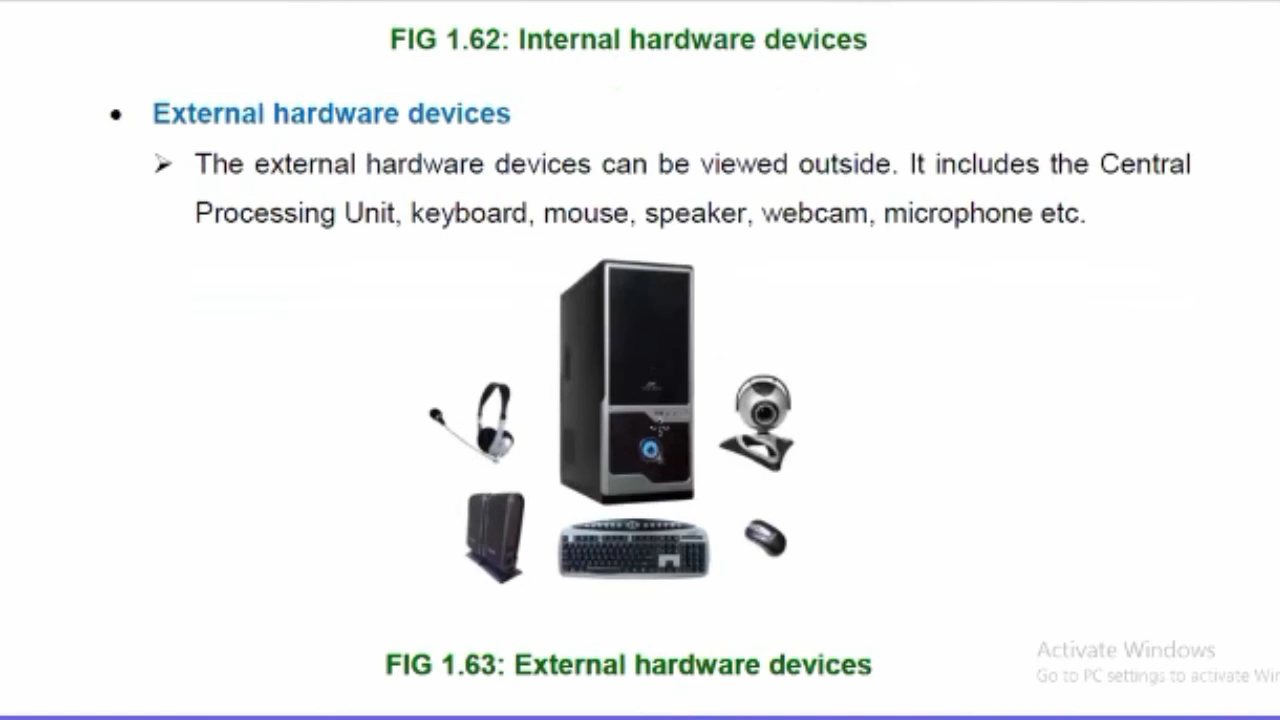 FIG 1.62: Internal hardware devices
• External hardware devices
➢ The external hardware devices can be viewed outside. It includes the Central
Processing Unit, keyboard, mouse, speaker, webcam, microphone etc.
FIG 1.63: External hardware devices
Activate Windows
Go to PC settings to activate Win